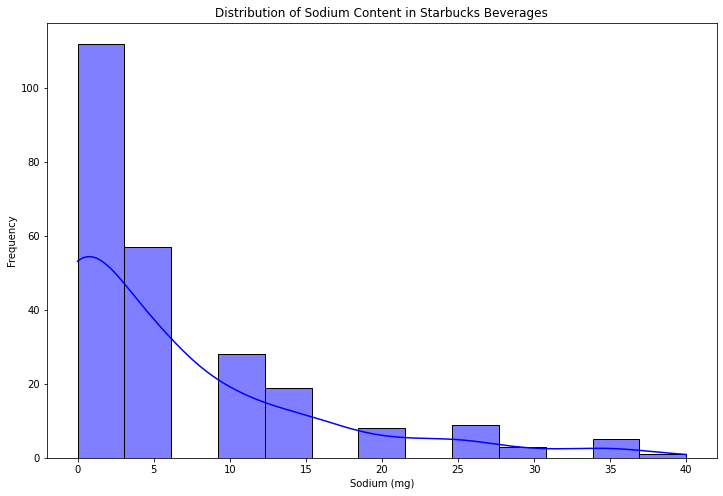 Distribution of Sodium Content in Starbucks Beverages
Frequency
100
80
60
40
20
0
0 5 10 15 20 25 30 35 40
Sodium (mg)